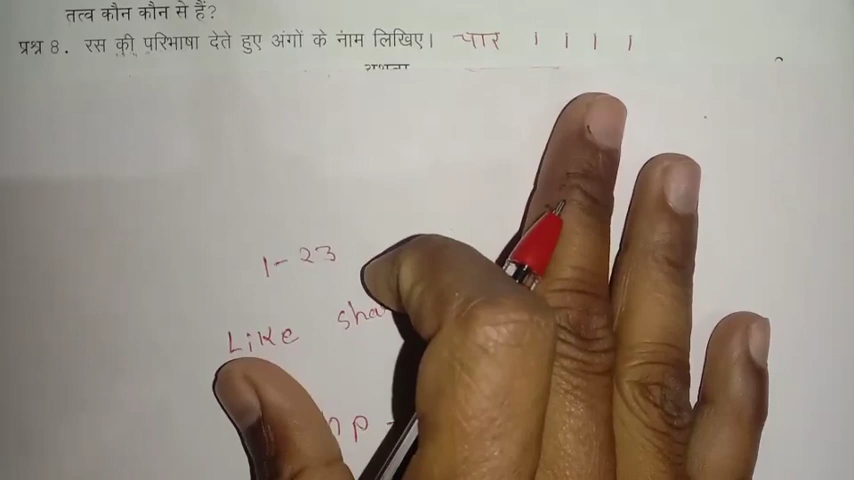 तत्व कौन कौन से हैं?
प्रश्न 8. रस की परिभाषा देते हुए अंगों के नाम लिखिए। चार । । । ।
1-23
Like